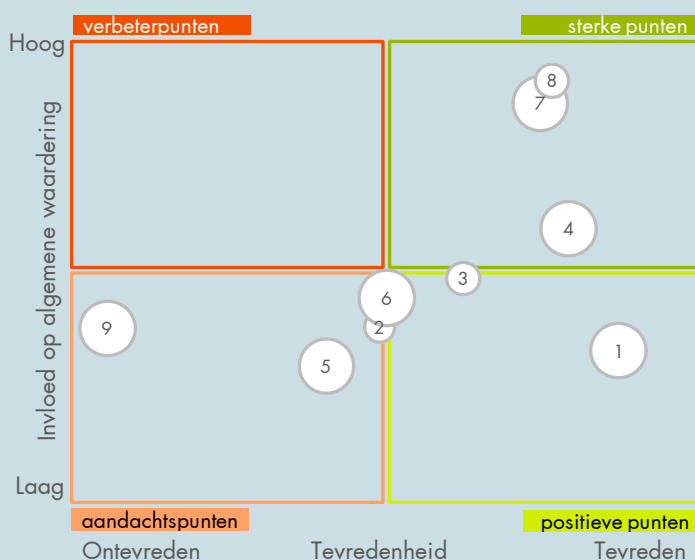 verbeterpunten
sterke punten
Hoog
8
7
4
3
6
2
9
1
5
Invloed op algemene waardering
Laag
aandachtspunten
positieve punten
Ontevreden
Tevredenheid
Tevreden